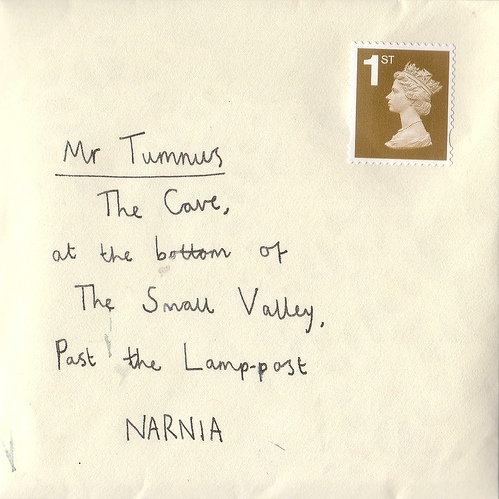 1ST
Mr Tumnus
The Cave,
at the bottom of
The Small Valley,
Past the Lamp-post
NARNIA